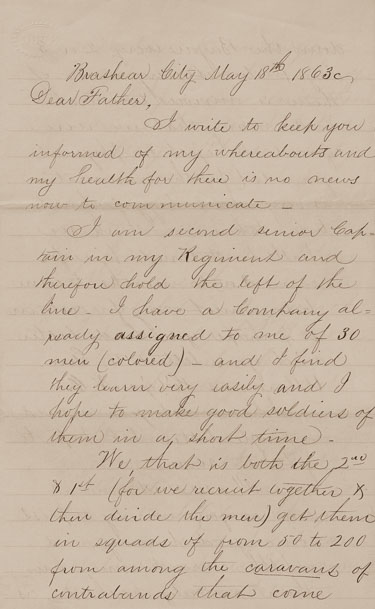 Brashear City May 18th 1863
Dear Father,
I write to keep you
informed of my whereabouts and
my health for there is no news
now to communicate -
I am second senior Cap-
tain in my Regiment and
therefore hold the left of the
line - I have a Company al=
ready assigned to me of 30
men (colored) - and I find
they learn very easily and I
hope to make good soldiers of
them in a short time -
We that is both the 2nd
& 1st (for we recruit together &
then divide the men) get them
in squads of from 50 to 200
from among the caravans of
contrabands that come